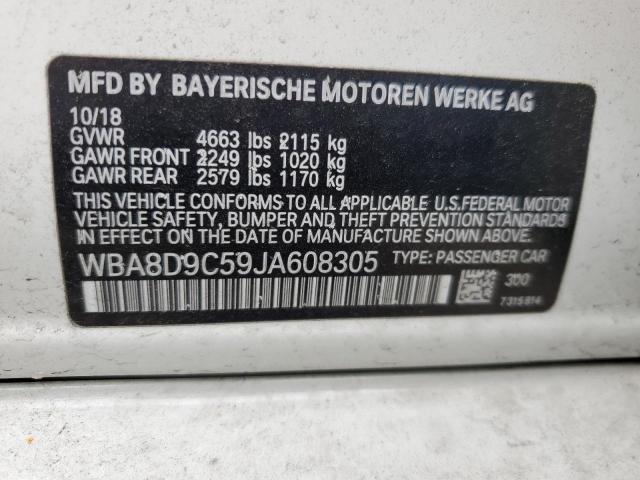 MFD BY BAYERISCHE MOTOREN WERKE AG
10/18
GVWR 4663 lbs 2115 kg
GAWR FRONT 2249 lbs 1020 kg
GAWR REAR 2579 lbs 1170 kg
THIS VEHICLE CONFORMS TO ALL APPLICABLE U.S.FEDERAL MOTOR
VEHICLE SAFETY, BUMPER AND THEFT PREVENTION STANDARDS
IN EFFECT ON THE DATE OF MANUFACTURE
WBA8D9C59JA608305 TYPE: PASSENGER CAR
300
7315814